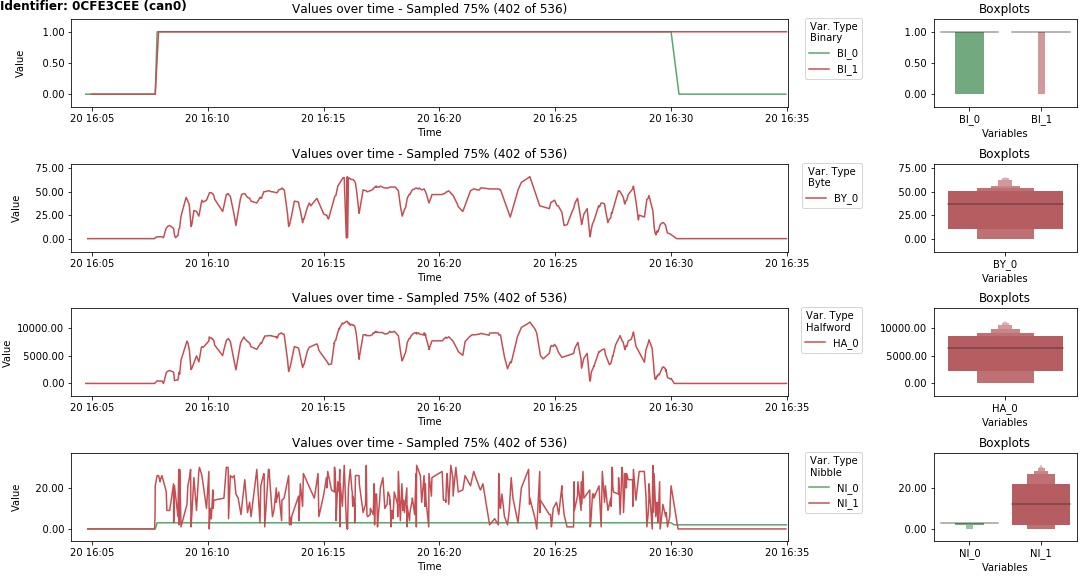 Identifier: 0CFE3CEE (can0)
Values over time - Sampled 75% (402 of 536)
Value
1.00
0.50
0.00
20 16:05 20 16:10 20 16:15 20 16:20 20 16:25 20 16:30 20 16:35
Time
Var. Type
Binary
BI_0
BI_1
Boxplots
1.00
0.50
0.00
BI_0 BI_1
Variables
Values over time - Sampled 75% (402 of 536)
Value
75.00
50.00
25.00
0.00
20 16:05 20 16:10 20 16:15 20 16:20 20 16:25 20 16:30 20 16:35
Time
Var. Type
Byte
BY_0
Boxplots
75.00
50.00
25.00
0.00
BY_0
Variables
Values over time - Sampled 75% (402 of 536)
Value
10000.00
5000.00
0.00
20 16:05 20 16:10 20 16:15 20 16:20 20 16:25 20 16:30 20 16:35
Time
Var. Type
Halfword
HA_0
Boxplots
10000.00
5000.00
0.00
HA_0
Variables
Values over time - Sampled 75% (402 of 536)
Value
20.00
0.00
20 16:05 20 16:10 20 16:15 20 16:20 20 16:25 20 16:30 20 16:35
Time
Var. Type
Nibble
NI_0
NI_1
Boxplots
20.00
0.00
NI_0 NI_1
Variables